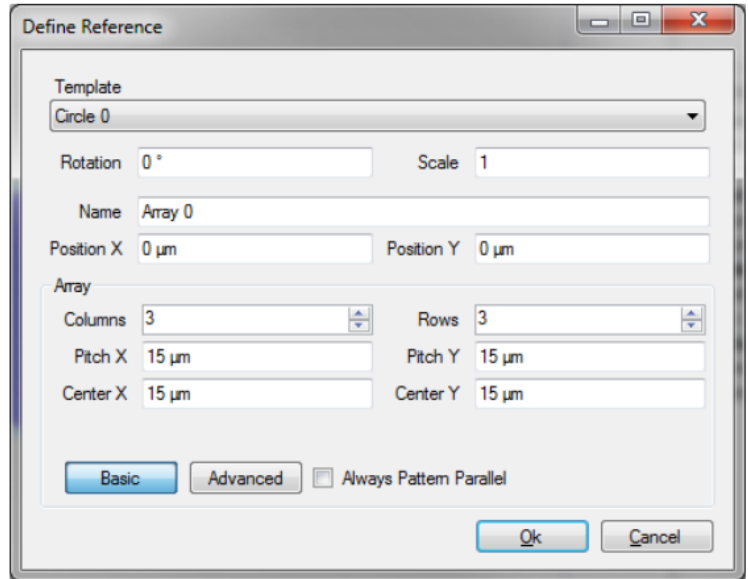 Define Reference
Template
Circle 0
Rotation 0 ° Scale 1
Name Array 0
Position X 0 µm Position Y 0 µm
Array
Columns 3 Rows 3
Pitch X 15 µm Pitch Y 15 µm
Center X 15 µm Center Y 15 µm
Basic Advanced Always Pattern Parallel
Ok Cancel